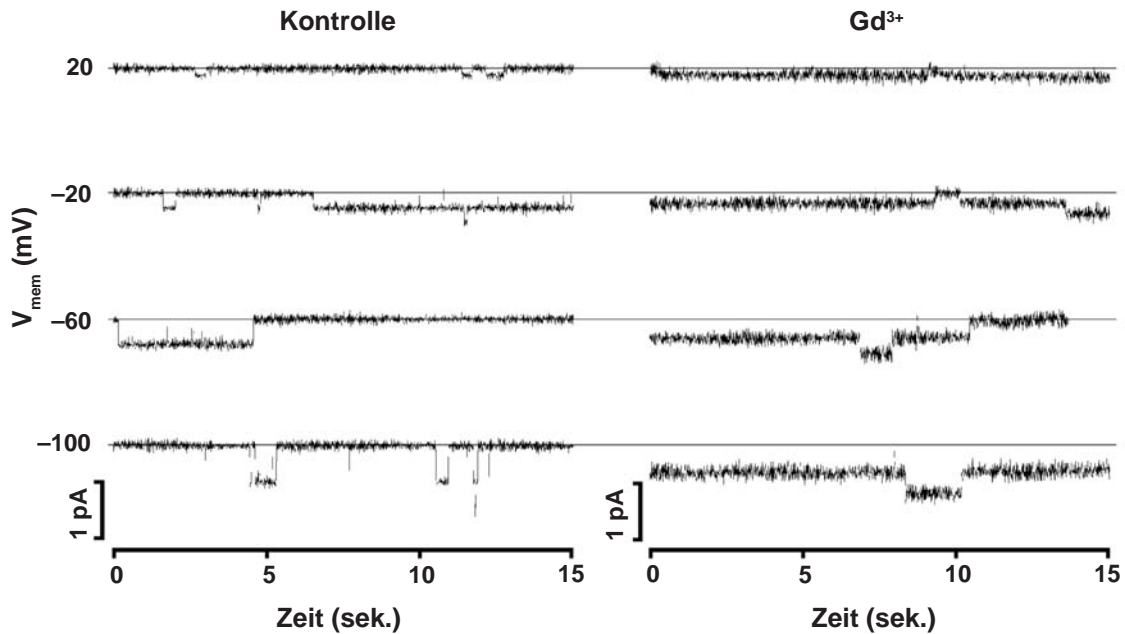 Kontrolle
Gd³⁺
20
–20
–60
–100
V_mem (mV)
1 pA
1 pA
0 5 10 15
0 5 10 15
Zeit (sek.)
Zeit (sek.)